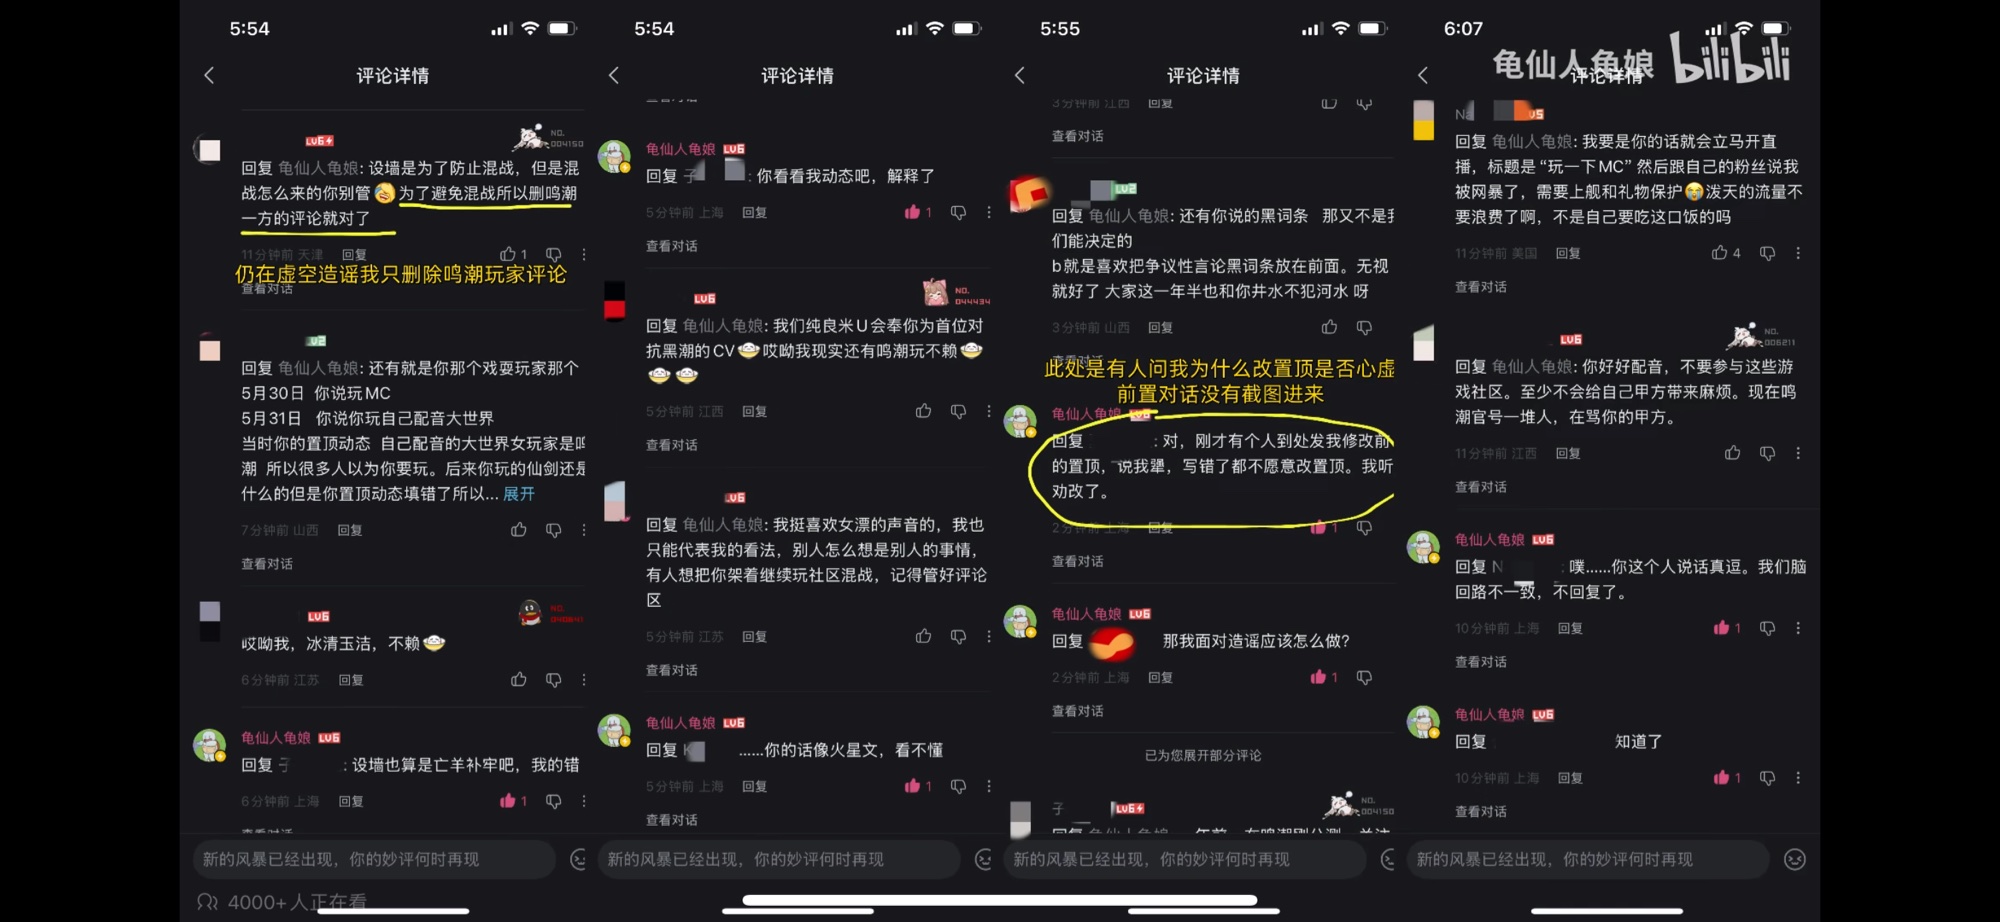 5:54
评论详情
LV6
NO.
004150
回复 龟仙人龟娘: 设墙是为了防止混战，但是混
战怎么来的你别管为了避免混战所以删鸣潮
一方的评论就对了
11分钟前 天津 回复 1
仍在虚空造谣我只删除鸣潮玩家评论
查看对话
回复 龟仙人龟娘: 还有就是你那个戏耍玩家那个
5月30日 你说玩MC
5月31日 你说你玩自己配音大世界
当时你的置顶动态 自己配音的大世界女玩家是鸣
潮 所以很多人以为你要玩。后来你玩的仙剑还是
什么的但是你置顶动态填错了所以... 展开
7分钟前 山西 回复
查看对话
LV6
NO.
040841
哎呦我，冰清玉洁，不赖
6分钟前 江苏 回复
龟仙人龟娘 LV6
回复 子 : 设墙也算是亡羊补牢吧，我的错
6分钟前 上海 回复 1
查看对话
新的风暴已经出现，你的妙评何时再现
4000+人正在看
5:54
评论详情
查看对话
龟仙人龟娘 LV6
回复 子 : 你看看我动态吧，解释了
5分钟前 上海 回复 1
查看对话
LV6
NO.
044434
回复 龟仙人龟娘: 我们纯良米U会奉你为首位对
抗黑潮的CV哎呦我现实还有鸣潮玩不赖
5分钟前 江西 回复
查看对话
LV6
回复 龟仙人龟娘: 我挺喜欢女漂的声音的，我也
只能代表我的看法，别人怎么想是别人的事情，
有人想把你架着继续玩社区混战，记得管好评论
区
5分钟前 江苏 回复
查看对话
龟仙人龟娘 LV6
回复 K ......你的话像火星文，看不懂
5分钟前 上海 回复 1
查看对话
新的风暴已经出现，你的妙评何时再现
5:55
评论详情
3分钟前 江西 回复
查看对话
LV2
回复 龟仙人龟娘: 还有你说的黑词条 那又不是我
们能决定的
b就是喜欢把争议性言论黑词条放在前面。无视
就好了 大家这一年半也和你井水不犯河水 呀
3分钟前 山西 回复
查看对话
此处是有人问我为什么改置顶是否心虚
前置对话没有截图进来
龟仙人龟娘 LV6
回复 : 对，刚才有个人到处发我修改前
的置顶，说我犟，写错了都不愿意改置顶。我听
劝改了。
2分钟前 上海 回复 1
查看对话
龟仙人龟娘 LV6
回复 那我面对造谣应该怎么做?
2分钟前 上海 回复 1
查看对话
已为您展开部分评论
子 LV6
NO.
004150
新的风暴已经出现，你的妙评何时再现
6:07
龟仙人龟娘 bilibili
评论详情
回复 龟仙人龟娘: 我要是你的话就会立马开直
播，标题是“玩一下MC”然后跟自己的粉丝说我
被网暴了，需要上舰和礼物保护泼天的流量不
要浪费了啊，不是自己要吃这口饭的吗
11分钟前 美国 回复 4
查看对话
LV6
NO.
006211
回复 龟仙人龟娘: 你好好配音，不要参与这些游
戏社区。至少不会给自己甲方带来麻烦。现在鸣
潮官号一堆人，在骂你的甲方。
11分钟前 江西 回复
查看对话
龟仙人龟娘 LV6
回复 N : 噗......你这个人说话真逗。我们脑
回路不一致，不回复了。
10分钟前 上海 回复 1
查看对话
龟仙人龟娘 LV6
回复 知道了
10分钟前 上海 回复 1
查看对话
新的风暴已经出现，你的妙评何时再现